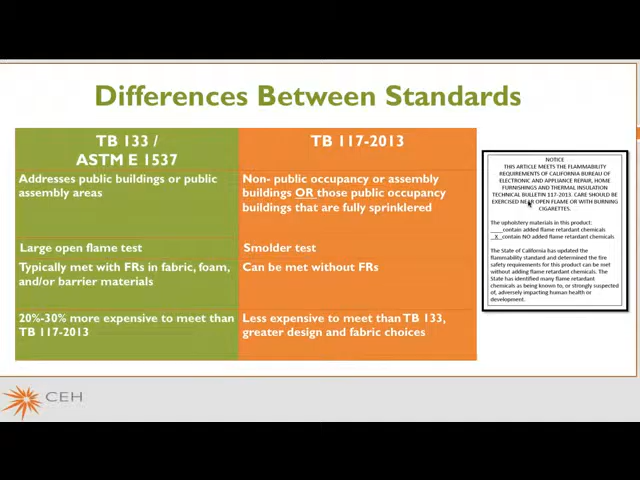 Differences Between Standards
TB 133 /
ASTM E 1537
TB 117-2013
Addresses public buildings or public
assembly areas
Non- public occupancy or assembly
buildings OR those public occupancy
buildings that are fully sprinklered
Large open flame test
Smolder test
Typically met with FRs in fabric, foam,
and/or barrier materials
Can be met without FRs
20%-30% more expensive to meet than
TB 117-2013
Less expensive to meet than TB 133,
greater design and fabric choices
NOTICE
THIS ARTICLE MEETS THE FLAMMABILITY
REQUIREMENTS OF CALIFORNIA BUREAU OF
ELECTRONIC AND APPLIANCE REPAIR, HOME
FURNISHINGS AND THERMAL INSULATION
TECHNICAL BULLETIN 117-2013. CARE SHOULD BE
EXERCISED NEAR OPEN FLAME OR WITH BURNING
CIGARETTES.
The upholstery materials in this product:
____contain added flame retardant chemicals
_X_contain NO added flame retardant chemicals
The State of California has updated the
flammability standard and determined the fire
safety requirements for this product can be met
without adding flame retardant chemicals. The
State has identified many flame retardant
chemicals as being known to, or strongly suspected
of, adversely impacting human health or
development.
CEH